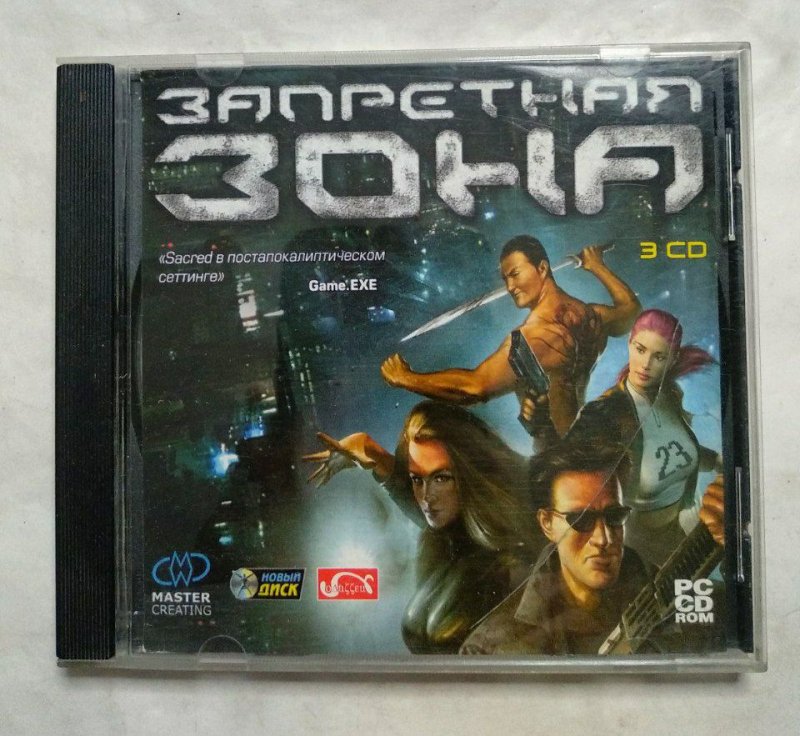 ЗАПРЕТНАЯ
ЗОНА
3 CD
«Sacred в постапокалиптическом
сеттинге»
Game.EXE
23
MASTER
CREATING
НОВЫЙ
ДИСК
PC
CD
ROM